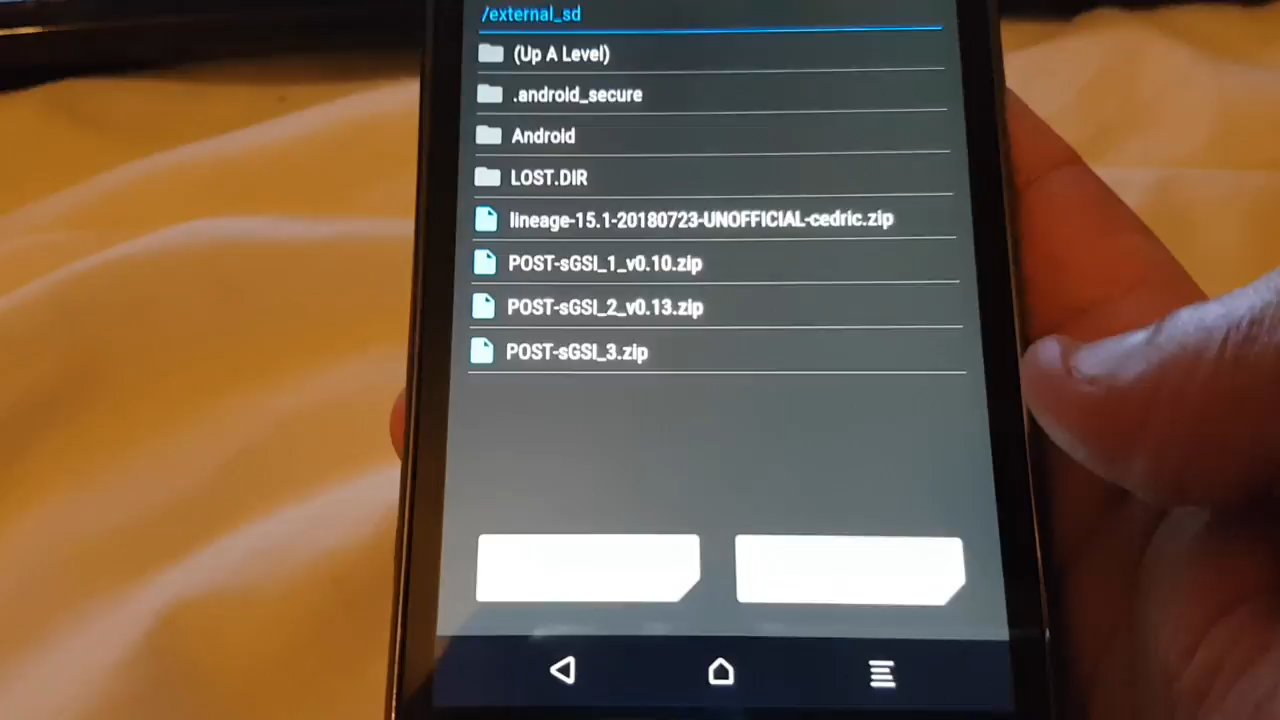 /external_sd
(Up A Level)
.android_secure
Android
LOST.DIR
lineage-15.1-20180723-UNOFFICIAL-cedric.zip
POST-sGSI_1_v0.10.zip
POST-sGSI_2_v0.13.zip
POST-sGSI_3.zip